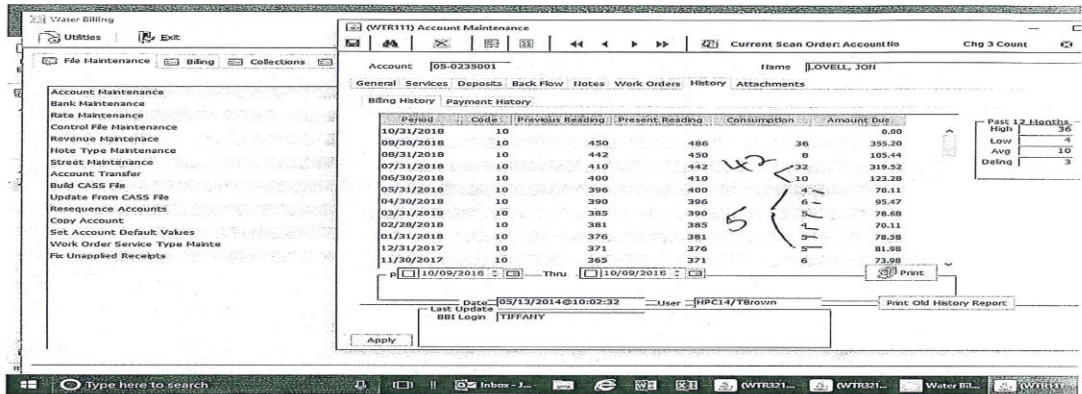 Water Billing
Utilities Exit
File Maintenance Billing Collections
Account Maintenance
Bank Maintenance
Rate Maintenance
Control File Maintenance
Revenue Maintenance
Note Type Maintenance
Street Maintenance
Account Transfer
Build CASS File
Update From CASS File
Resequence Accounts
Copy Account
Set Account Default Values
Work Order Service Type Mainte
Fix Unapplied Receipts
(WTR111) Account Maintenance
Current Scan Order: Account No Chg 3 Count
Account 05-0235001 Name LOVELL, JON
General Services Deposits Back Flow Notes Work Orders History Attachments
Billing History Payment History
Period Code Previous Reading Present Reading Consumption Amount Due
10/31/2018 10 0.00
09/30/2018 10 450 486 36 355.20
08/31/2018 10 442 450 8 105.44
07/31/2018 10 410 442 32 319.52
06/30/2018 10 400 410 10 123.28
05/31/2018 10 396 400 70.11
04/30/2018 10 390 396 6 95.47
03/31/2018 10 385 390 5 78.68
02/28/2018 10 381 385 4 70.11
01/31/2018 10 376 381 5 78.58
12/31/2017 10 371 376 5 81.98
11/30/2017 10 365 371 6 73.98
42
5
Past 12 Months
High 36
Low 4
Avg 10
Delinq 3
10/09/2018 Thru 10/09/2018 Print
Date 05/13/2014@10:02:32 User HPC14/TBrown Print Old History Report
Last Update
BBI Login TIFFANY
Apply
Type here to search Inbox - J... (WTR321... (WTR321... Water Bil... (WTR111